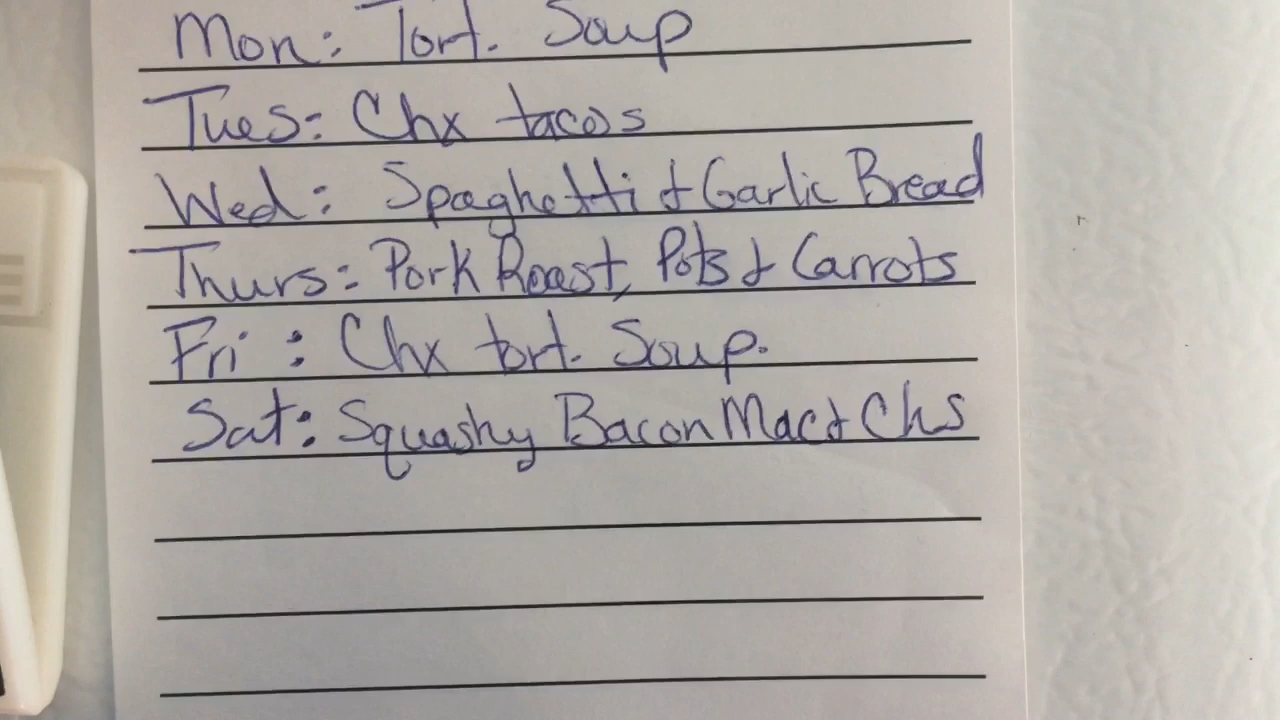 Mon: Tort. Soup
Tues: Chx tacos
Wed: Spaghetti & Garlic Bread
Thurs: Pork Roast, Pots & Carrots
Fri: Chx tort. Soup.
Sat: Squashy Bacon Mac & Chs